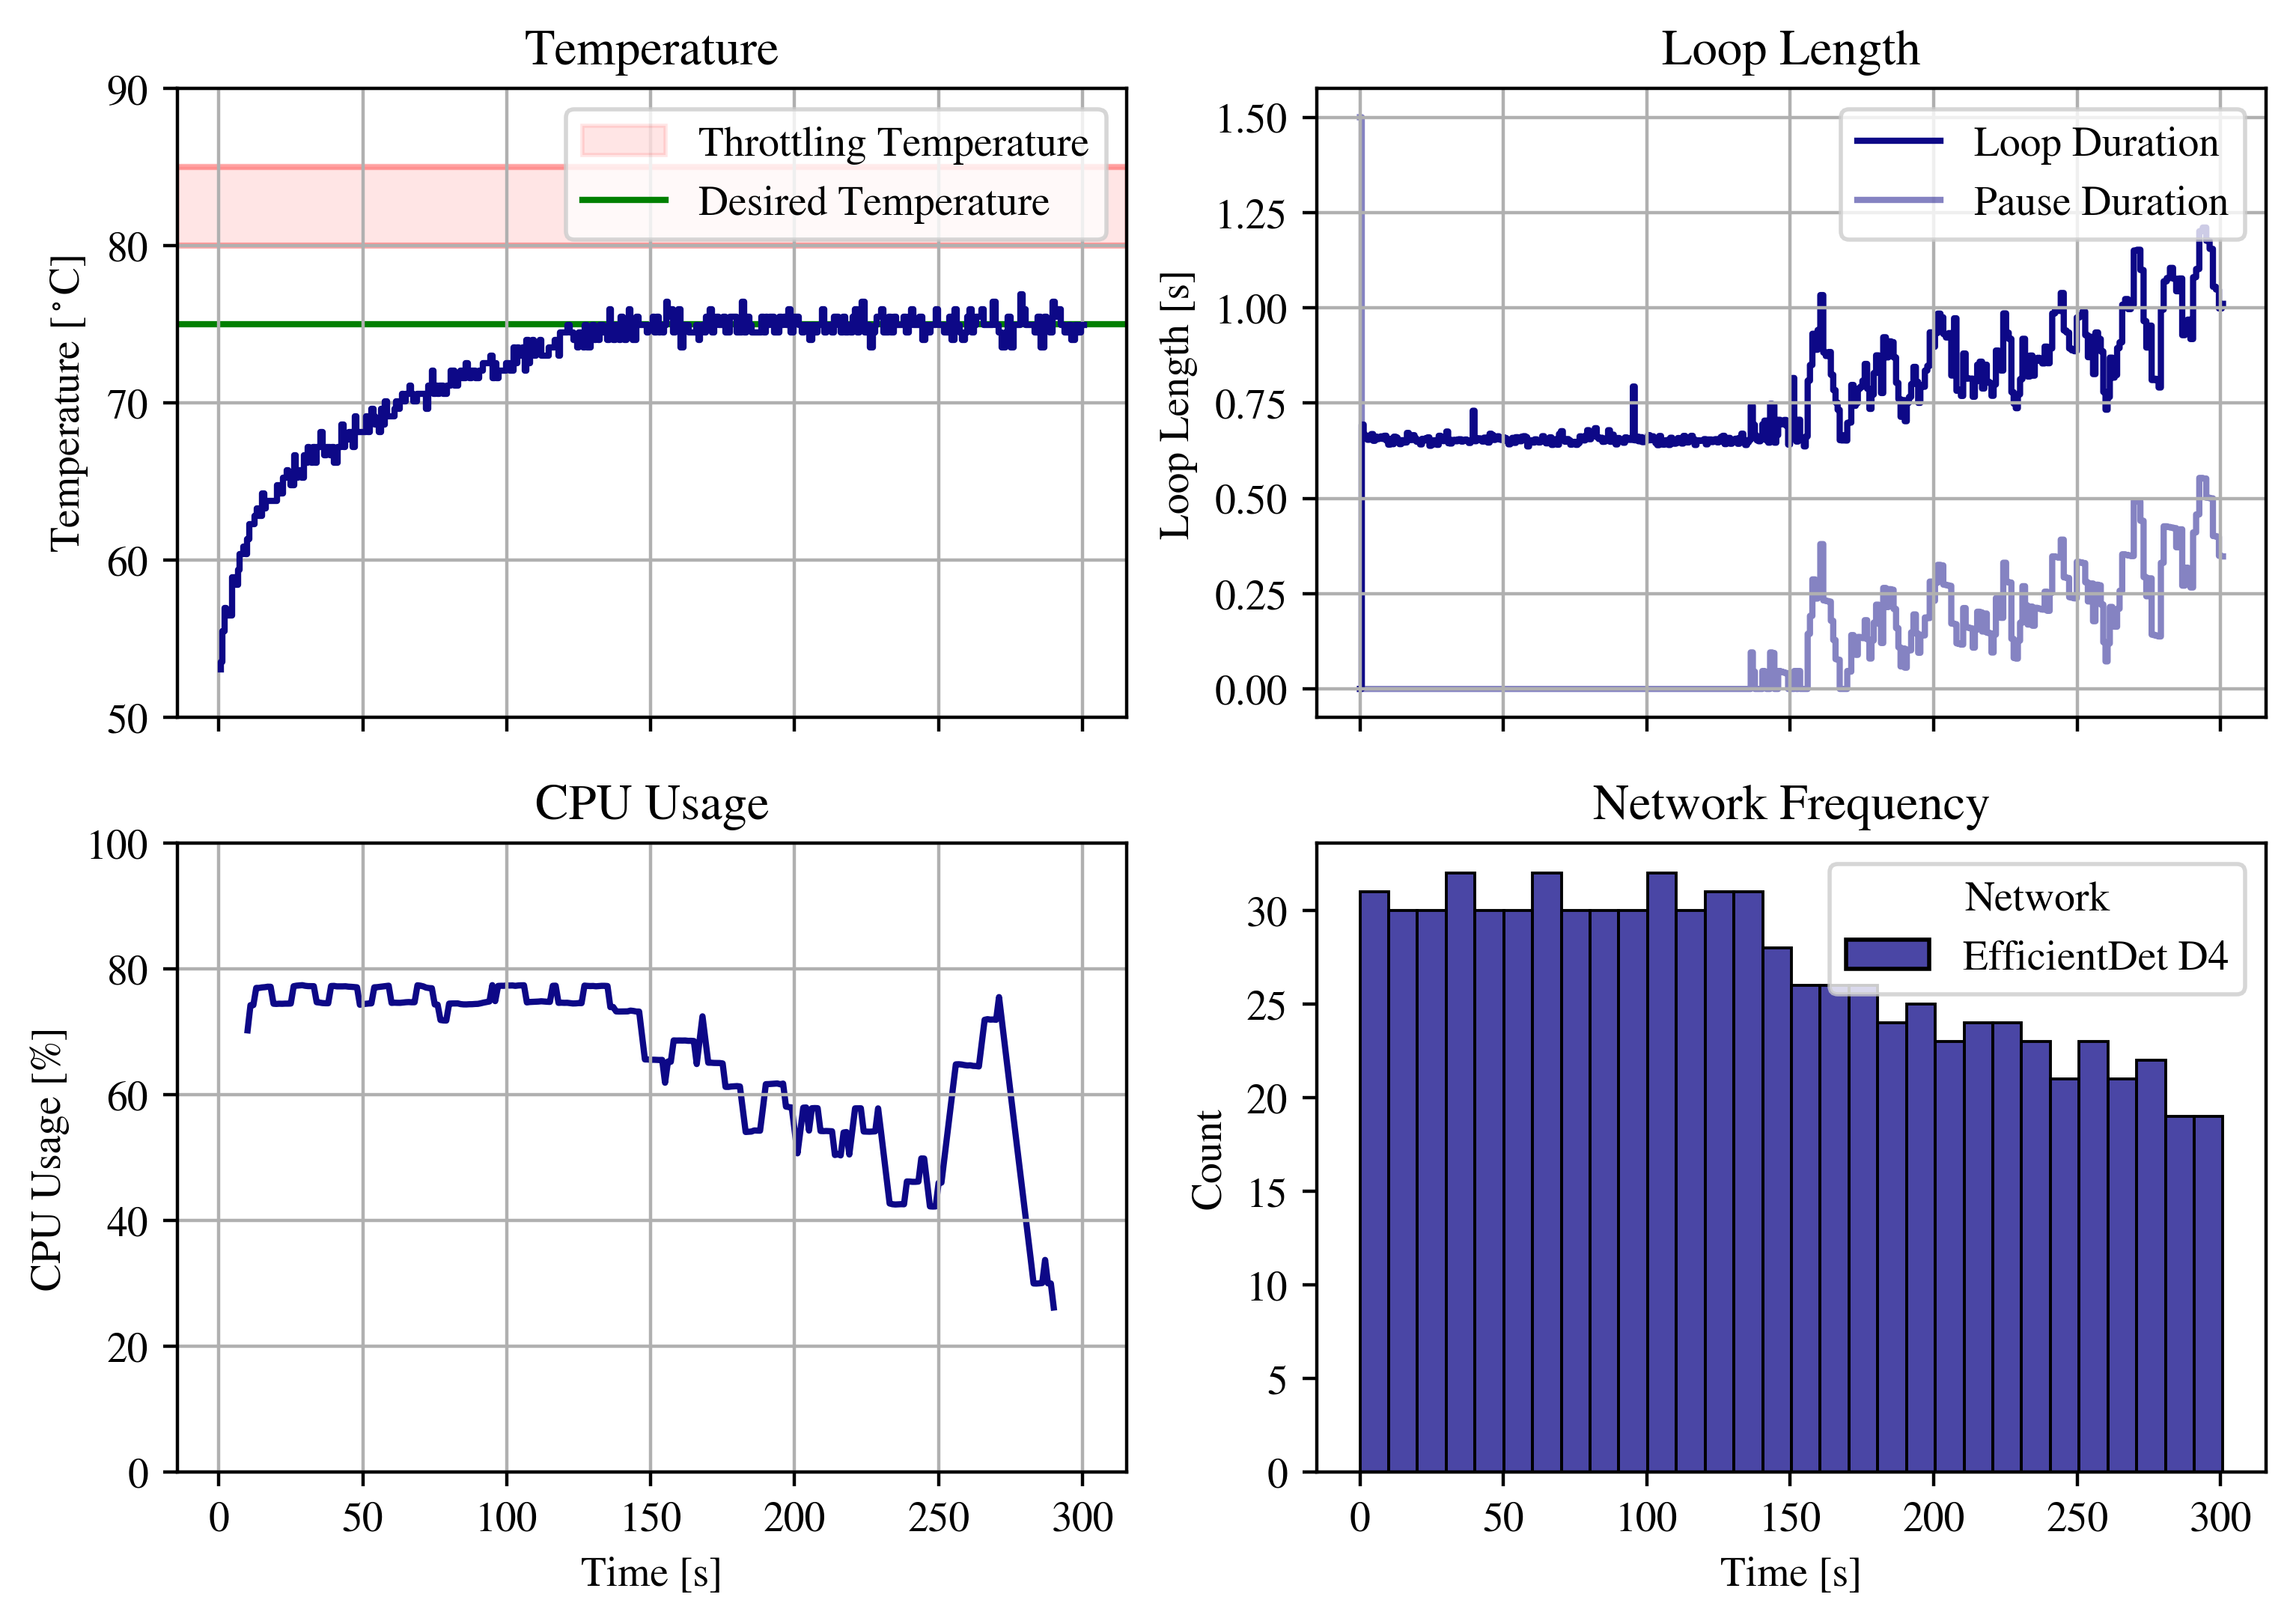 Temperature
90
80
70
60
50
Temperature [°C]
Throttling Temperature
Desired Temperature
Loop Length
1.50
1.25
1.00
0.75
0.50
0.25
0.00
Loop Length [s]
Loop Duration
Pause Duration
CPU Usage
100
80
60
40
20
0
CPU Usage [%]
0 50 100 150 200 250 300
Time [s]
Network Frequency
30
25
20
15
10
5
0
Count
Network
EfficientDet D4
0 50 100 150 200 250 300
Time [s]